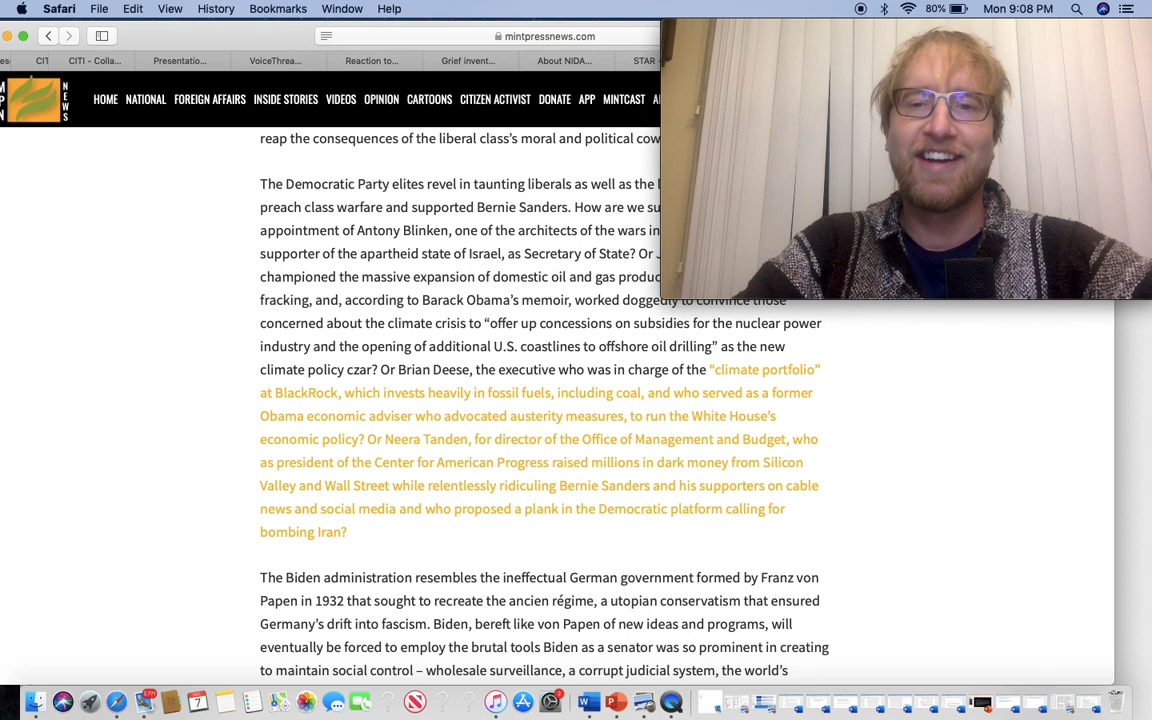 Safari File Edit View History Bookmarks Window Help 80% Mon 9:08 PM
mintpressnews.com
CIT CITI - Colla... Presentatio... VoiceThrea... Reaction to... Grief invent... About NIDA... STAR
NEWS
HOME NATIONAL FOREIGN AFFAIRS INSIDE STORIES VIDEOS OPINION CARTOONS CITIZEN ACTIVIST DONATE APP MINTCAST
reap the consequences of the liberal class’s moral and political cow
The Democratic Party elites revel in taunting liberals as well as the l
preach class warfare and supported Bernie Sanders. How are we su
appointment of Antony Blinken, one of the architects of the wars in
supporter of the apartheid state of Israel, as Secretary of State? Or J
championed the massive expansion of domestic oil and gas produc
fracking, and, according to Barack Obama’s memoir, worked doggedly to convince those
concerned about the climate crisis to “offer up concessions on subsidies for the nuclear power
industry and the opening of additional U.S. coastlines to offshore oil drilling” as the new
climate policy czar? Or Brian Deese, the executive who was in charge of the “climate portfolio”
at BlackRock, which invests heavily in fossil fuels, including coal, and who served as a former
Obama economic adviser who advocated austerity measures, to run the White House’s
economic policy? Or Neera Tanden, for director of the Office of Management and Budget, who
as president of the Center for American Progress raised millions in dark money from Silicon
Valley and Wall Street while relentlessly ridiculing Bernie Sanders and his supporters on cable
news and social media and who proposed a plank in the Democratic platform calling for
bombing Iran?
The Biden administration resembles the ineffectual German government formed by Franz von
Papen in 1932 that sought to recreate the ancien régime, a utopian conservatism that ensured
Germany’s drift into fascism. Biden, bereft like von Papen of new ideas and programs, will
eventually be forced to employ the brutal tools Biden as a senator was so prominent in creating
to maintain social control – wholesale surveillance, a corrupt judicial system, the world’s